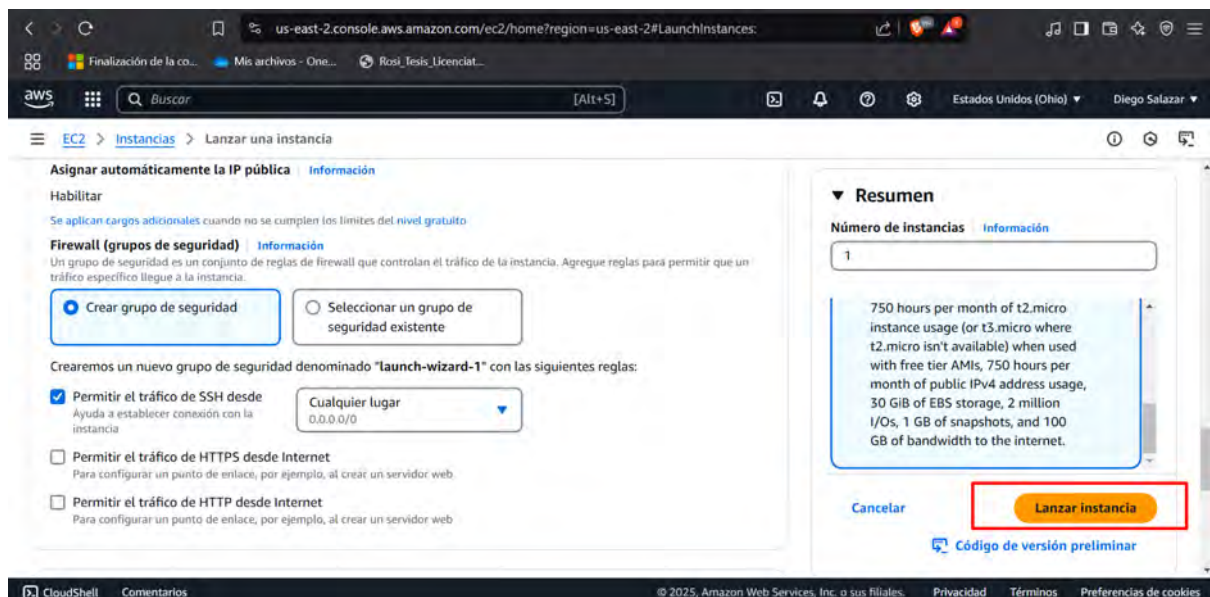 us-east-2.console.aws.amazon.com/ec2/home?region=us-east-2#LaunchInstances:
Finalización de la co...
Mis archivos - One...
Rosi_Tesis_Licenciat...
aws
Buscar
[Alt+S]
Estados Unidos (Ohio)
Diego Salazar
EC2 > Instancias > Lanzar una instancia
Asignar automáticamente la IP pública
Información
Habilitar
Se aplican cargos adicionales cuando no se cumplen los límites del nivel gratuito
Firewall (grupos de seguridad)
Información
Un grupo de seguridad es un conjunto de reglas de firewall que controlan el tráfico de la instancia. Agregue reglas para permitir que un
tráfico específico llegue a la instancia.
Crear grupo de seguridad
Seleccionar un grupo de
seguridad existente
Crearemos un nuevo grupo de seguridad denominado "launch-wizard-1" con las siguientes reglas:
Permitir el tráfico de SSH desde
Ayuda a establecer conexión con la
instancia
Cualquier lugar
0.0.0.0/0
Permitir el tráfico de HTTPS desde Internet
Para configurar un punto de enlace, por ejemplo, al crear un servidor web
Permitir el tráfico de HTTP desde Internet
Para configurar un punto de enlace, por ejemplo, al crear un servidor web
Resumen
Número de instancias
Información
1
750 hours per month of t2.micro
instance usage (or t3.micro where
t2.micro isn't available) when used
with free tier AMIs, 750 hours per
month of public IPv4 address usage,
30 GiB of EBS storage, 2 million
I/Os, 1 GB of snapshots, and 100
GB of bandwidth to the internet.
Cancelar
Lanzar instancia
Código de versión preliminar
CloudShell
Comentarios
© 2025, Amazon Web Services, Inc. o sus filiales.
Privacidad
Términos
Preferencias de cookies